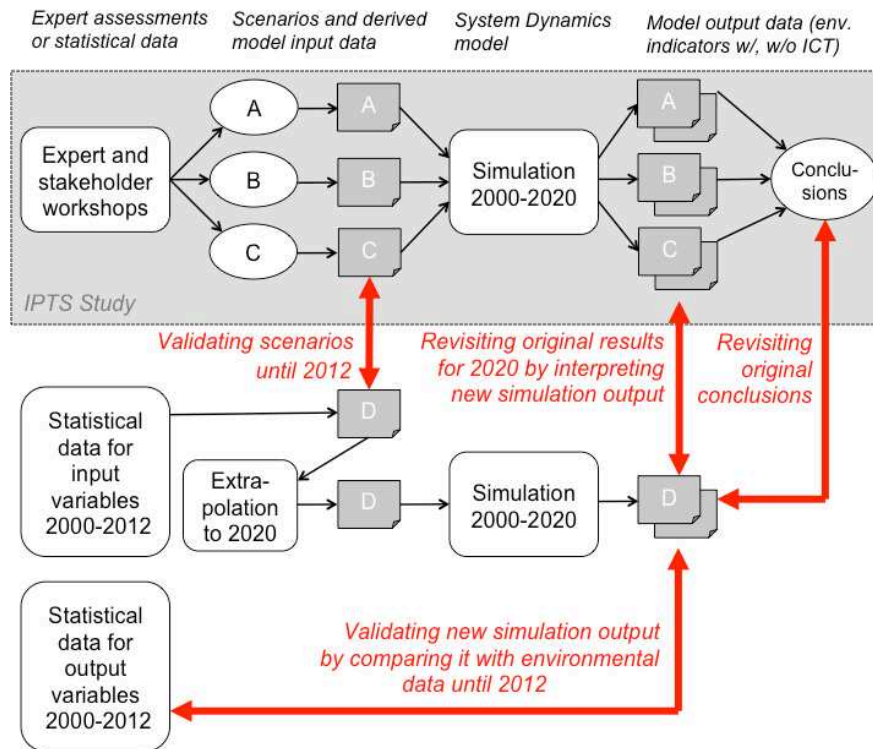 Expert assessments
or statistical data
Scenarios and derived
model input data
System Dynamics
model
Model output data (env.
indicators w/, w/o ICT)
A
A
A
Expert and
stakeholder
workshops
B
B
Simulation
2000-2020
B
Conclu-
sions
C
C
C
IPTS Study
Validating scenarios
until 2012
Revisiting original results
for 2020 by interpreting
new simulation output
Revisiting
original
conclusions
Statistical
data for
input
variables
2000-2012
D
Extra-
polation
to 2020
D
Simulation
2000-2020
D
Statistical
data for
output
variables
2000-2012
Validating new simulation output
by comparing it with environmental
data until 2012